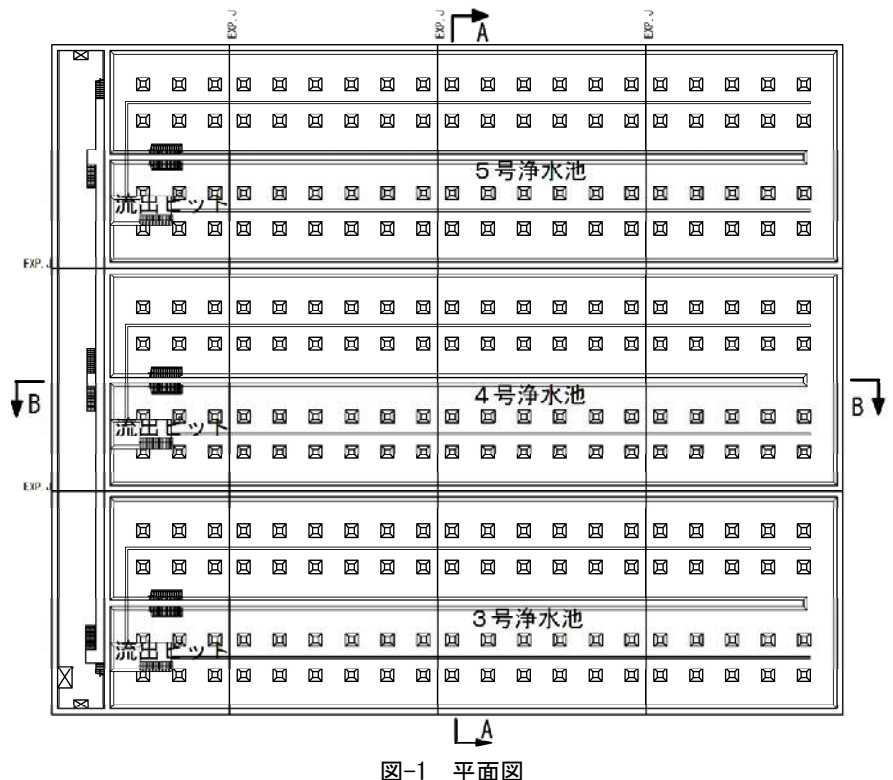 EXP.J
EXP.J
EXP.J
A
5号浄水池
流出ピット
EXP.J
B
4号浄水池
B
流出ピット
EXP.J
3号浄水池
流出ピット
A
図-1 平面図